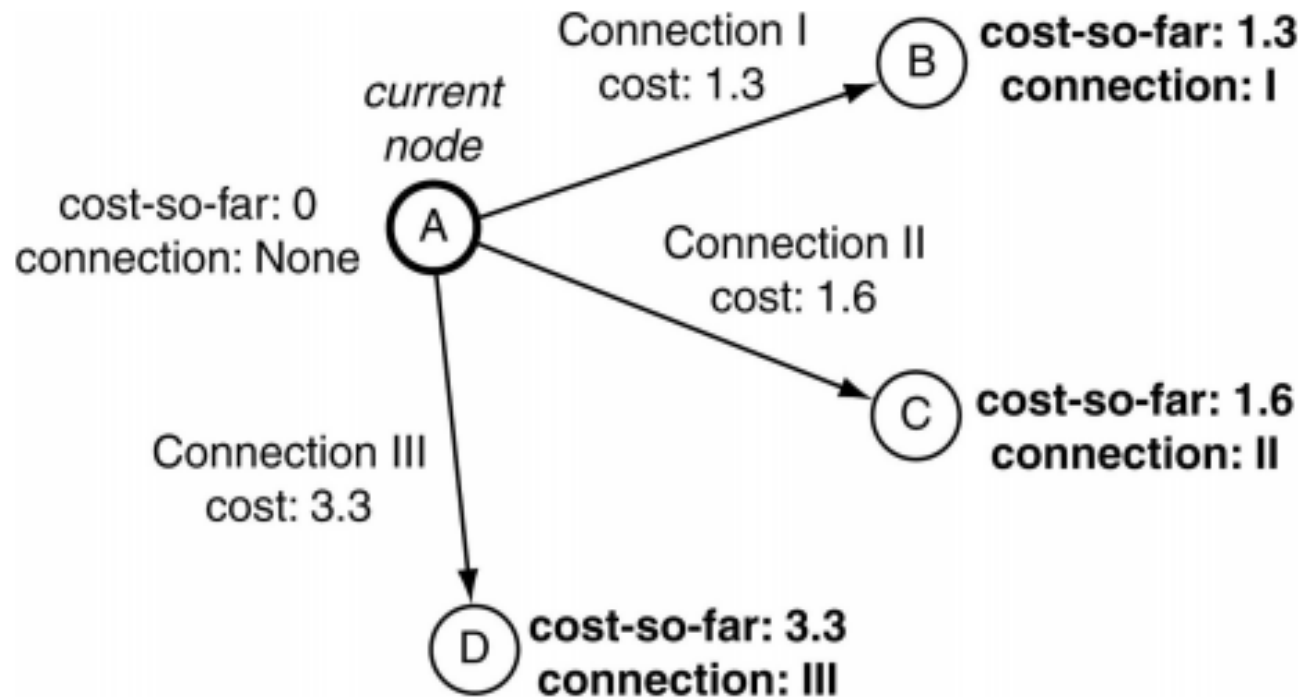 Connection I
cost: 1.3
B
cost-so-far: 1.3
connection: I
current
node
A
cost-so-far: 0
connection: None
Connection II
cost: 1.6
C
cost-so-far: 1.6
connection: II
Connection III
cost: 3.3
D
cost-so-far: 3.3
connection: III